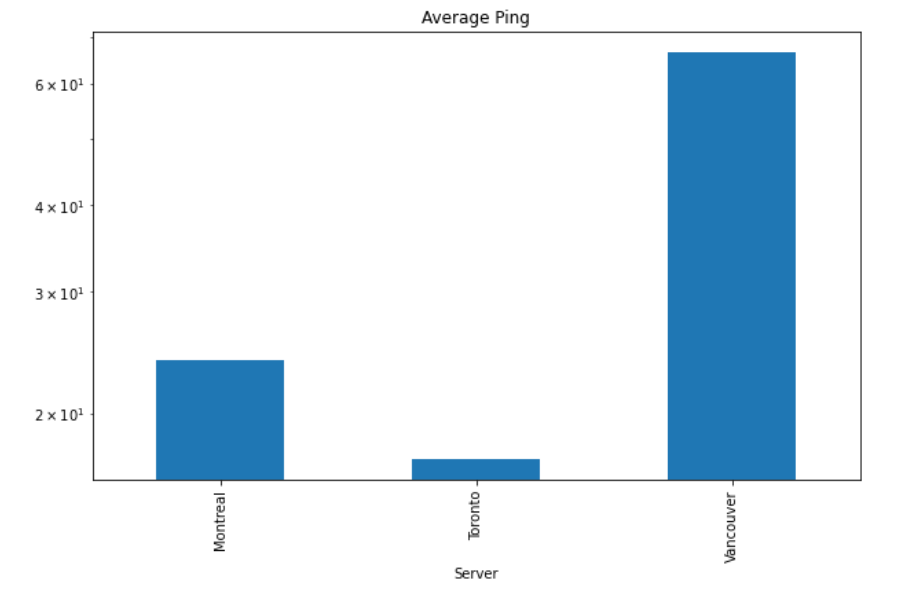 Average Ping
6 × 10¹
4 × 10¹
3 × 10¹
2 × 10¹
Montreal
Toronto
Vancouver
Server